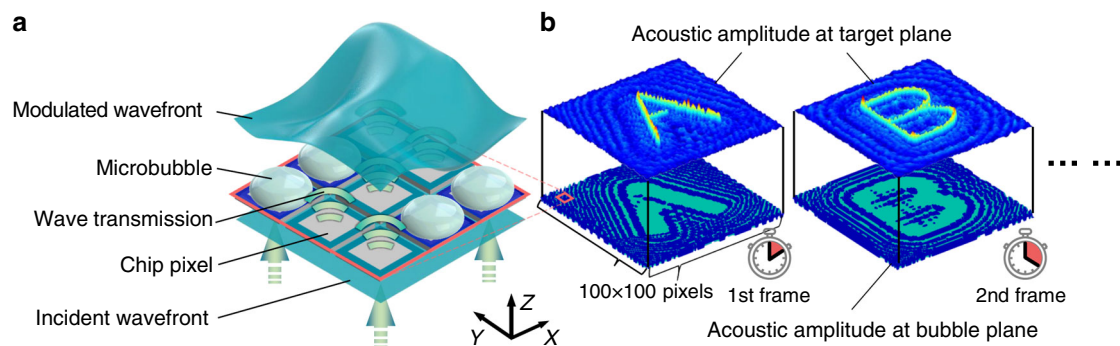 a
Modulated wavefront
Microbubble
Wave transmission
Chip pixel
Incident wavefront
Z
Y
X
b
Acoustic amplitude at target plane
A
B
... ...
100×100 pixels
1st frame
2nd frame
Acoustic amplitude at bubble plane